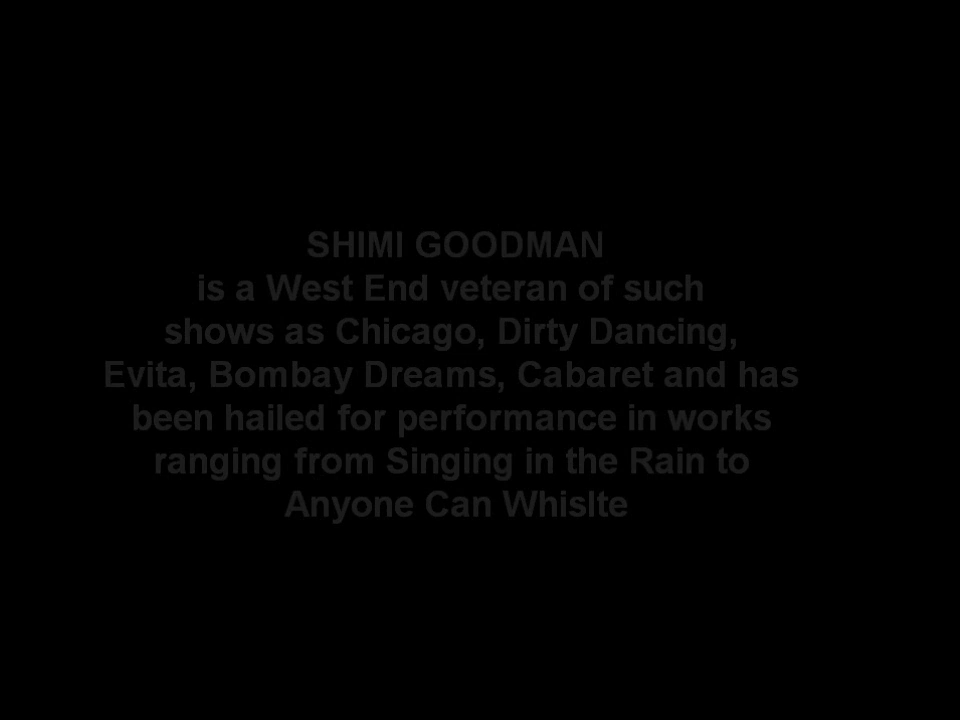 SHIMI GOODMAN
is a West End veteran of such
shows as Chicago, Dirty Dancing,
Evita, Bombay Dreams, Cabaret and has
been hailed for performance in works
ranging from Singing in the Rain to
Anyone Can Whislte